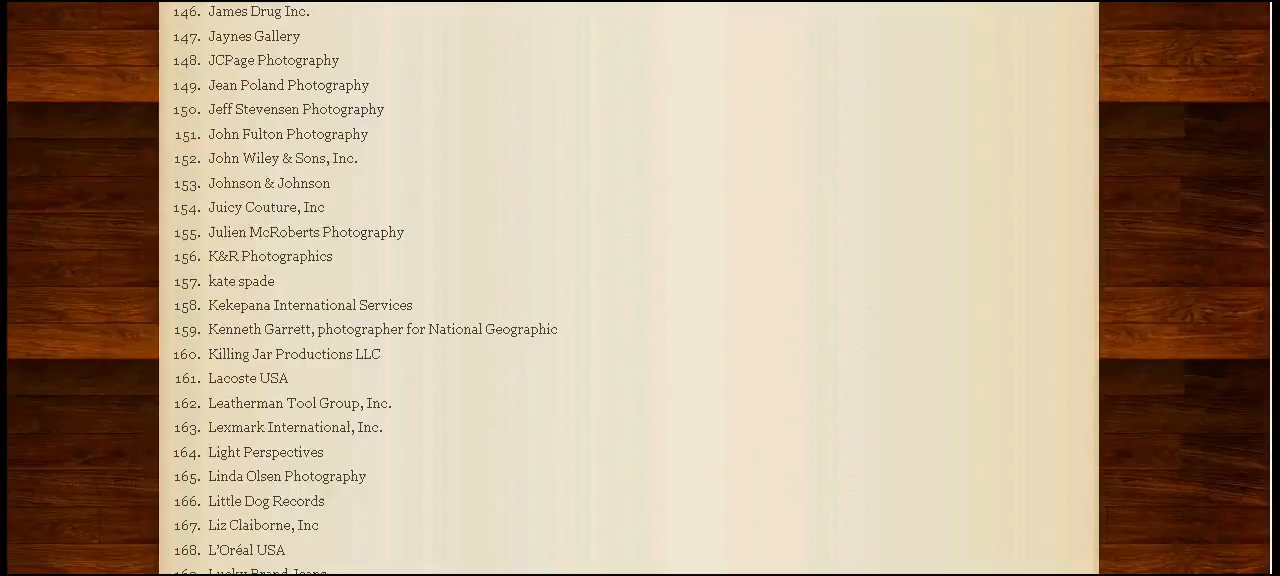 146. James Drug Inc.
147. Jaynes Gallery
148. JCPage Photography
149. Jean Poland Photography
150. Jeff Stevensen Photography
151. John Fulton Photography
152. John Wiley & Sons, Inc.
153. Johnson & Johnson
154. Juicy Couture, Inc
155. Julien McRoberts Photography
156. K&R Photographics
157. kate spade
158. Kekepana International Services
159. Kenneth Garrett, photographer for National Geographic
160. Killing Jar Productions LLC
161. Lacoste USA
162. Leatherman Tool Group, Inc.
163. Lexmark International, Inc.
164. Light Perspectives
165. Linda Olsen Photography
166. Little Dog Records
167. Liz Claiborne, Inc
168. L'Oréal USA
169. Lucky Brand Jeans